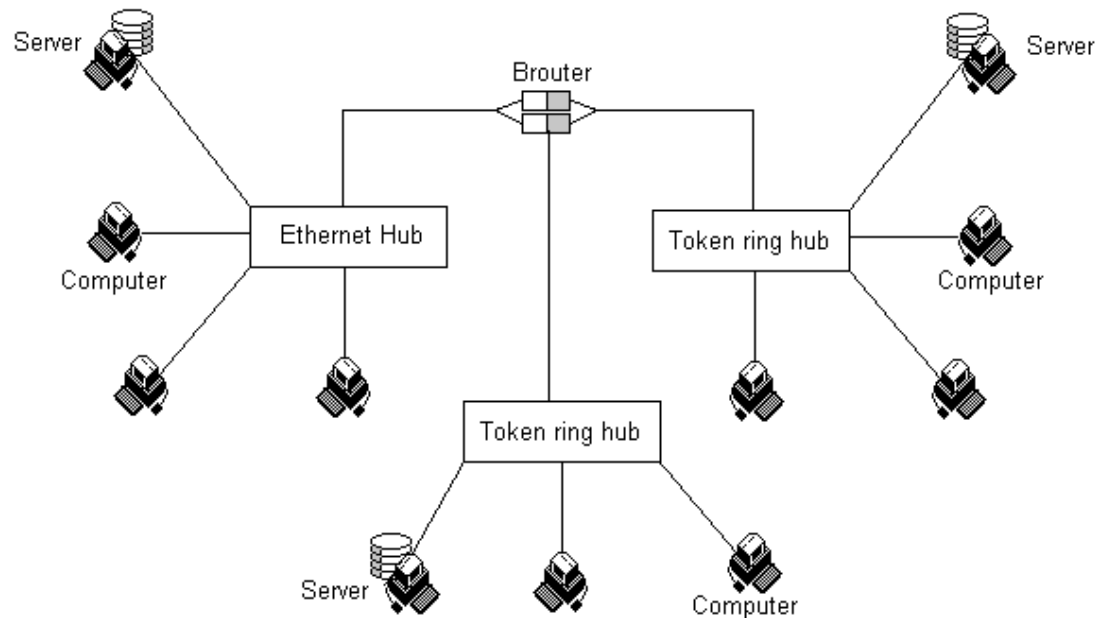 Server
Brouter
Server
Ethernet Hub
Token ring hub
Computer
Computer
Token ring hub
Server
Computer